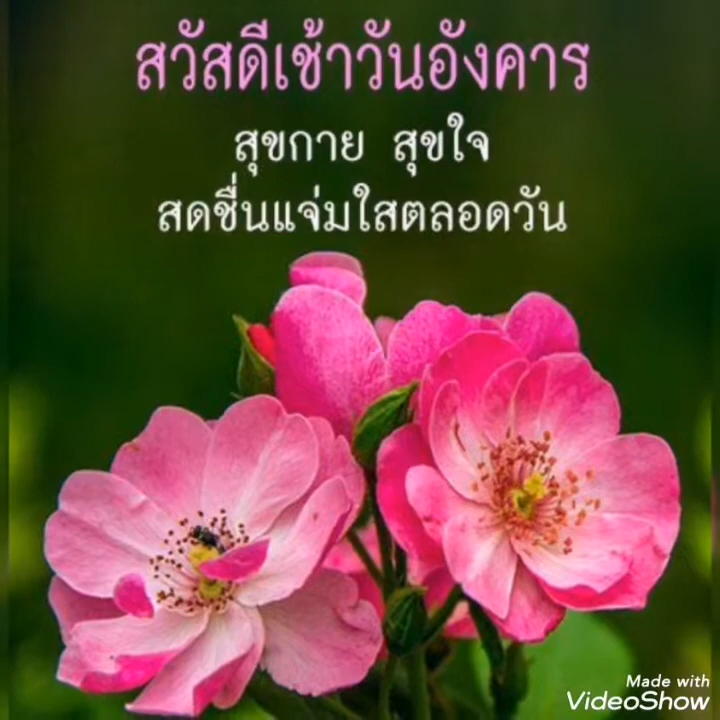 สวัสดีเช้าวันอังคาร
สุขกาย สุขใจ
สดชื่นแจ่มใสตลอดวัน
Made with
VideoShow